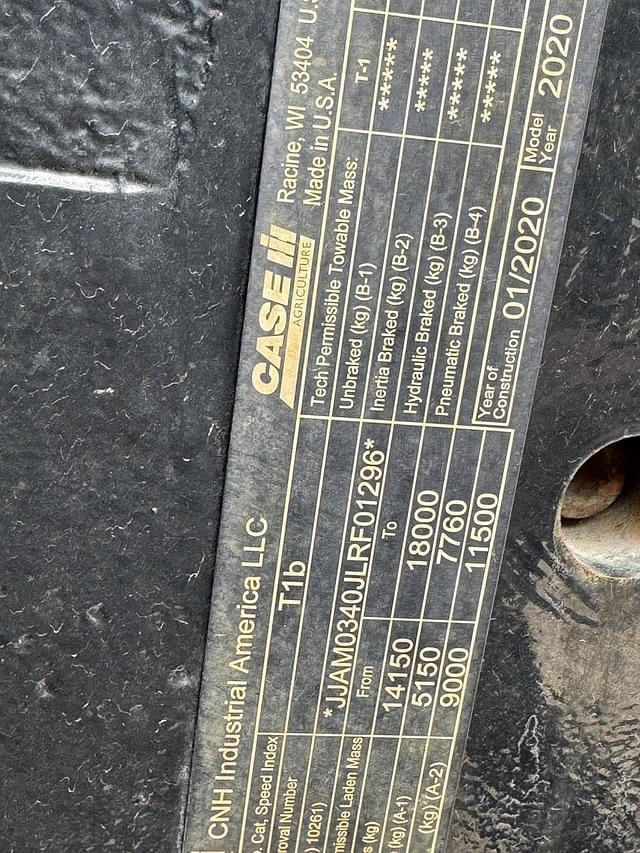 CNH Industrial America LLC
CASE III
AGRICULTURE
Racine, WI 53404 U.S
Made in U.S.A.
Cat, Speed Index T1b
Number
10261) *JJAM0340JLRF01296*
Laden Mass From To
(kg) 14150 18000
(kg) (A-1) 5150 7760
(kg) (A-2) 9000 11500
Tech Permissible Towable Mass: T-1
Unbraked (kg) (B-1) *****
Inertia Braked (kg) (B-2) *****
Hydraulic Braked (kg) (B-3) *****
Pneumatic Braked (kg) (B-4) *****
Year of
Construction 01/2020
Model
Year 2020